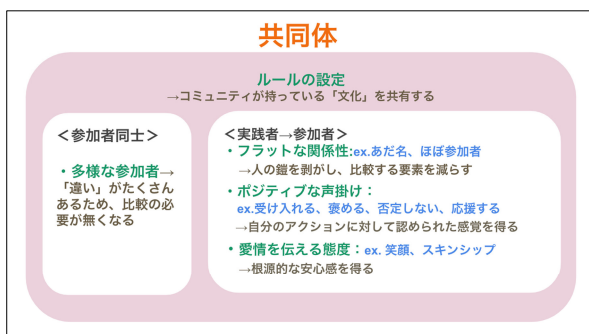 共同体
ルールの設定
→コミュニティが持っている「文化」を共有する
＜参加者同士＞
・多様な参加者→
「違い」がたくさん
あるため、比較の必
要が無くなる
＜実践者→参加者＞
・フラットな関係性:ex.あだ名、ほぼ参加者
→人の鎧を剥がし、比較する要素を減らす
・ポジティブな声掛け：
ex.受け入れる、褒める、否定しない、応援する
→自分のアクションに対して認められた感覚を得る
・愛情を伝える態度：ex. 笑顔、スキンシップ
→根源的な安心感を得る